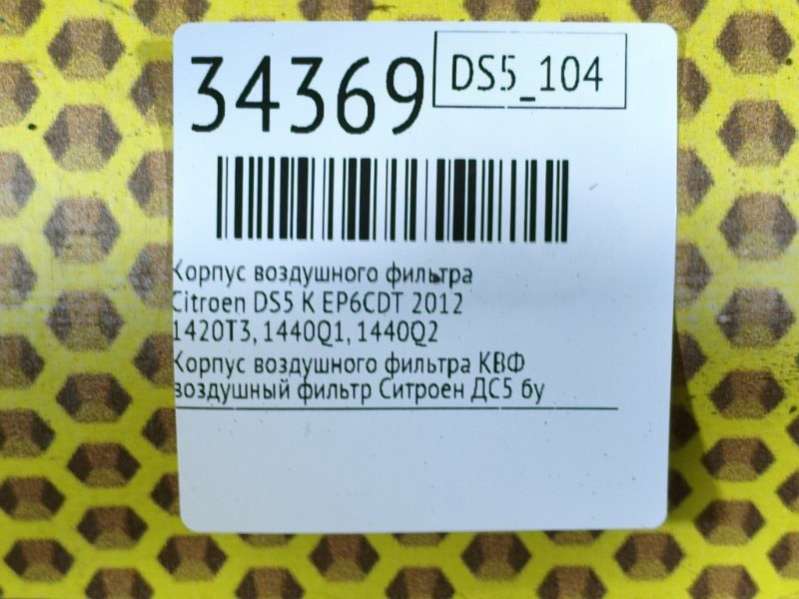 34369
DS5_104
Корпус воздушного фильтра
Citroen DS5 K EP6CDT 2012
1420T3, 1440Q1, 1440Q2
Корпус воздушного фильтра КВФ
воздушный фильтр Ситроен ДС5 бу